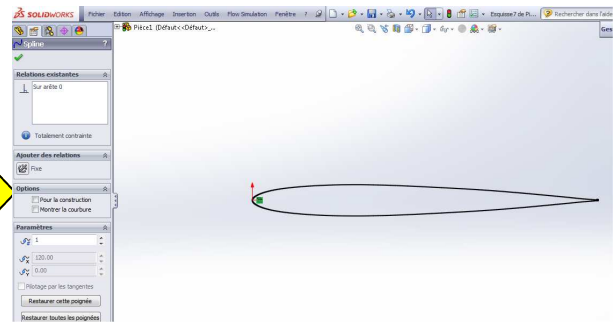 SOLIDWORKS Fichier Edition Affichage Insertion Outils Flow Simulation Fenêtre ? Esquisse7 de Pi... Rechercher dans l'aide
Pièce1 (Défaut<<Défaut>_...
Ges
Spline ?
Relations existantes
Sur arête 0
Totalement contrainte
Ajouter des relations
Fixe
Options
Pour la construction
Montrer la courbure
Paramètres
1
120.00
0.00
Pilotage par les tangentes
Restaurer cette poignée
Restaurer toutes les poignées